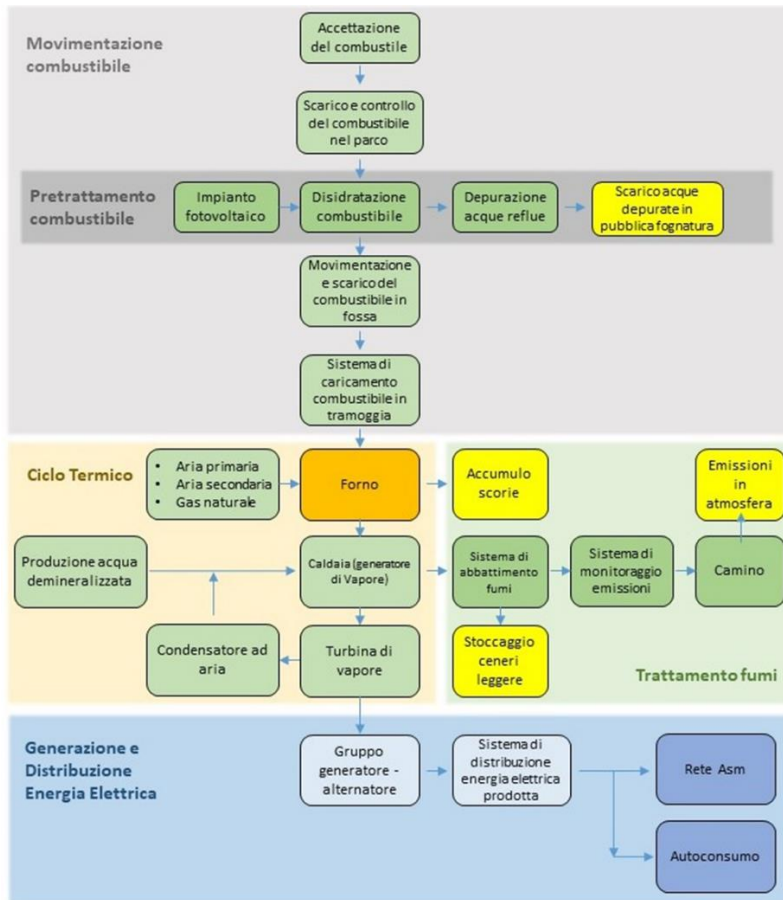 Movimentazione
combustibile
Accettazione
del combustile
Scarico e controllo
del combustibile
nel parco
Pretrattamento
combustibile
Impianto
fotovoltaico
Disidratazione
combustibile
Depurazione
acque reflue
Scarico acque
depurate in
pubblica fognatura
Movimentazione
e scarico del
combustibile in
fossa
Sistema di
caricamento
combustibile in
tramoggia
Ciclo Termico
• Aria primaria
• Aria secondaria
• Gas naturale
Forno
Accumulo
scorie
Emissioni
in
atmosfera
Produzione acqua
demineralizzata
Caldaia (generatore
di Vapore)
Sistema di
abbattimento
fumi
Sistema di
monitoraggio
emissioni
Camino
Condensatore ad
aria
Turbina di
vapore
Stoccaggio
ceneri
leggere
Trattamento fumi
Generazione e
Distribuzione
Energia Elettrica
Gruppo
generatore -
alternatore
Sistema di
distribuzione
energia elettrica
prodotta
Rete Asm
Autoconsumo